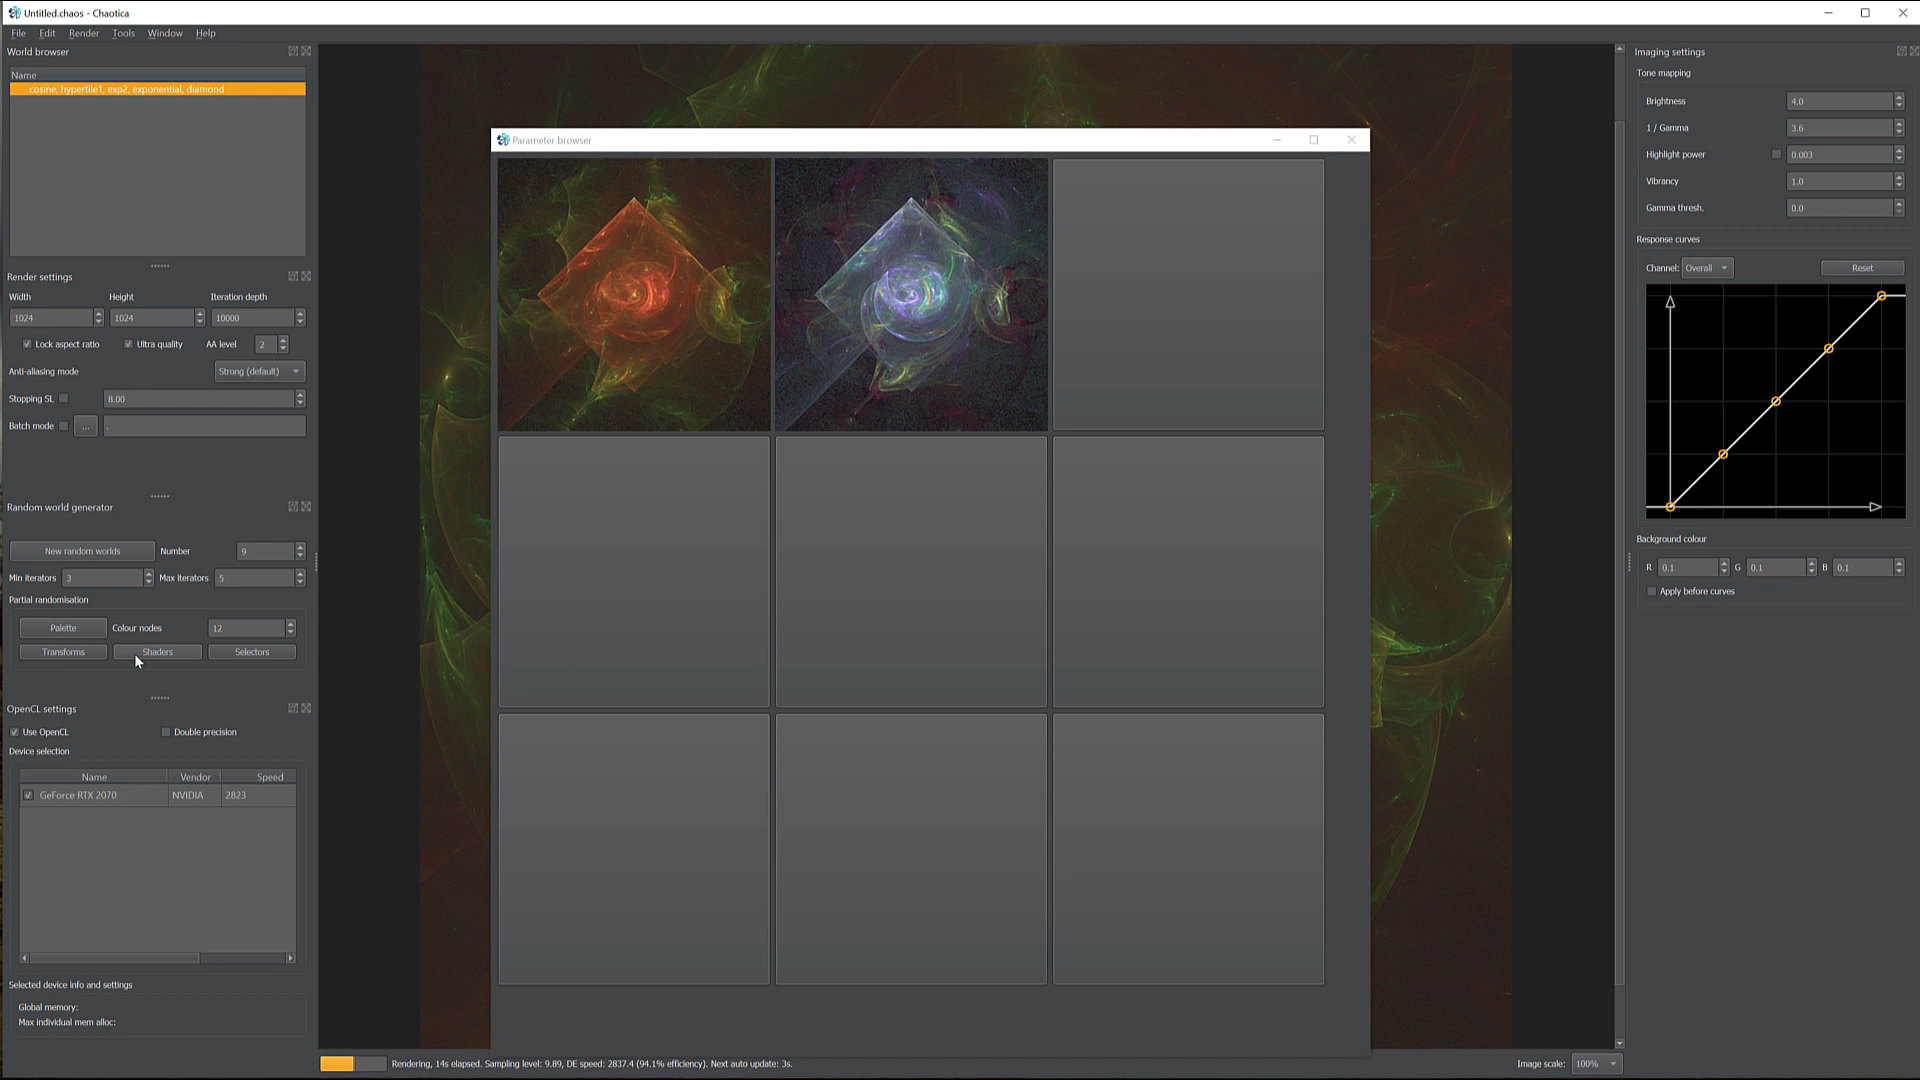 Untitled.chaos - Chaotica
File Edit Render Tools Window Help
World browser
Name
cosine, hypertile1, exp2, exponential, diamond
Render settings
Width Height Iteration depth
1024 1024 10000
Lock aspect ratio Ultra quality AA level 2
Anti-aliasing mode Strong (default)
Stopping SL 8.00
Batch mode ... .
Random world generator
New random worlds Number 9
Min iterators 3 Max iterators 5
Partial randomisation
Palette Colour nodes 12
Transforms Shaders Selectors
OpenCL settings
Use OpenCL Double precision
Device selection
Name Vendor Speed
GeForce RTX 2070 NVIDIA 2823
Selected device info and settings
Global memory:
Max individual mem alloc:
Parameter browser
Rendering, 14s elapsed. Sampling level: 9.89, DE speed: 2837.4 (94.1% efficiency). Next auto update: 3s.
Image scale: 100%
Imaging settings
Tone mapping
Brightness 4.0
1 / Gamma 3.6
Highlight power 0.003
Vibrancy 1.0
Gamma thresh. 0.0
Response curves
Channel: Overall Reset
Background colour
R 0.1 G 0.1 B 0.1
Apply before curves